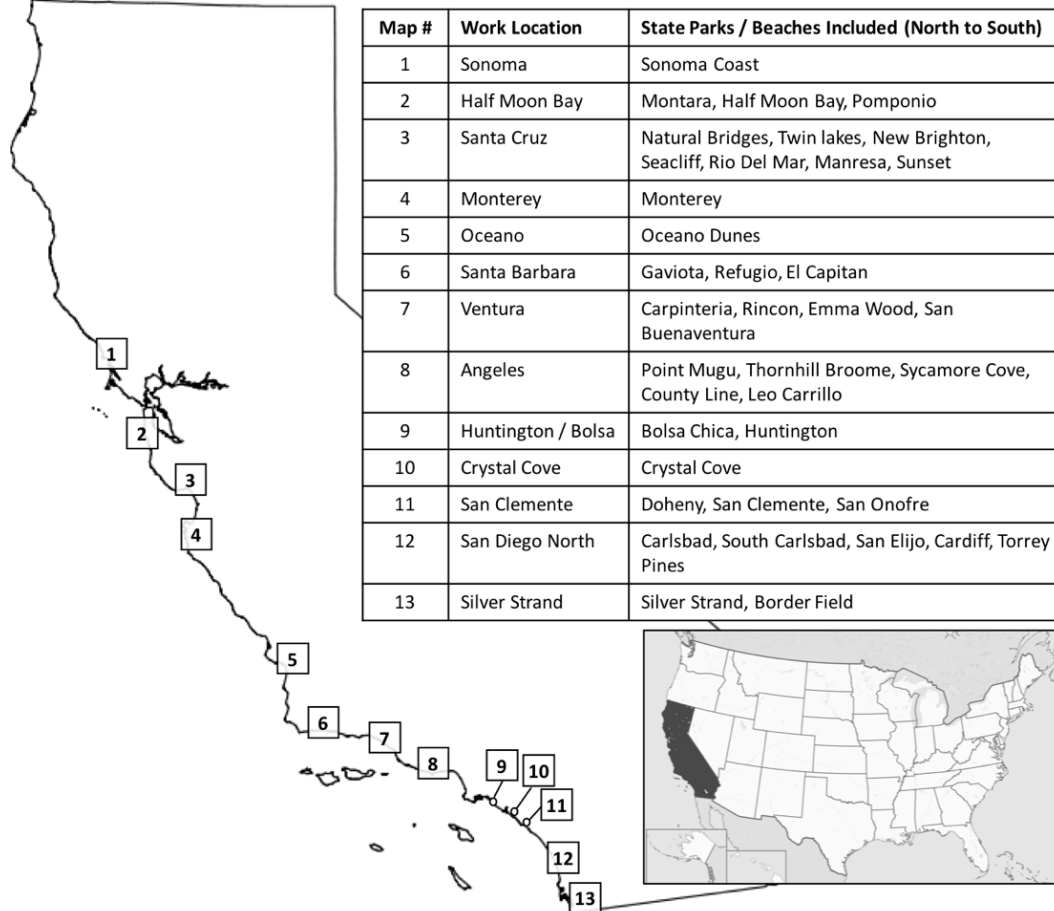 Map # Work Location State Parks / Beaches Included (North to South)
1 Sonoma Sonoma Coast
2 Half Moon Bay Montara, Half Moon Bay, Pomponio
3 Santa Cruz Natural Bridges, Twin lakes, New Brighton,
Seacliff, Rio Del Mar, Manresa, Sunset
4 Monterey Monterey
5 Oceano Oceano Dunes
6 Santa Barbara Gaviota, Refugio, El Capitan
7 Ventura Carpinteria, Rincon, Emma Wood, San
Buenaventura
8 Angeles Point Mugu, Thornhill Broome, Sycamore Cove,
County Line, Leo Carrillo
9 Huntington / Bolsa Bolsa Chica, Huntington
10 Crystal Cove Crystal Cove
11 San Clemente Doheny, San Clemente, San Onofre
12 San Diego North Carlsbad, South Carlsbad, San Elijo, Cardiff, Torrey
Pines
13 Silver Strand Silver Strand, Border Field
1
2
3
4
5
6
7
8
9
10
11
12
13